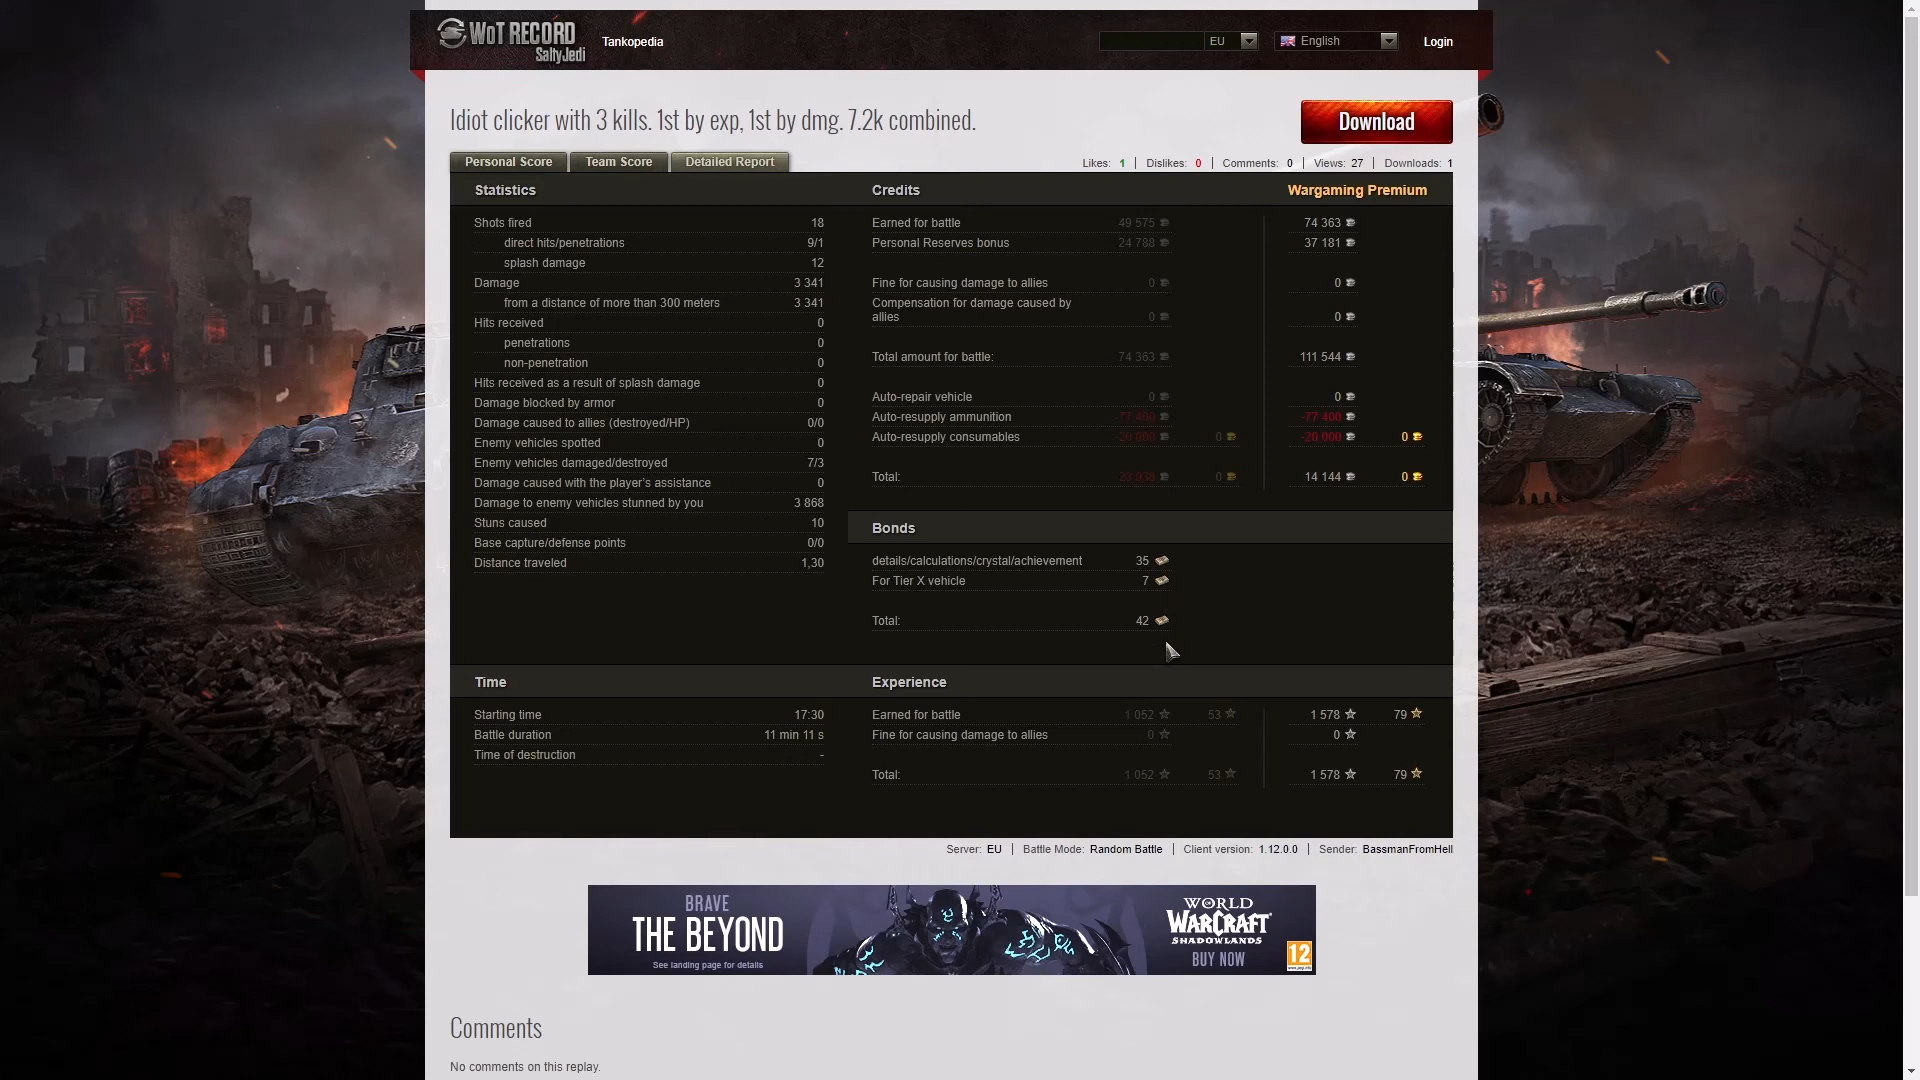 WoT RECORD
SaltyJedi
Tankopedia
EU
English
Login
Idiot clicker with 3 kills. 1st by exp, 1st by dmg. 7.2k combined.
Download
Personal Score Team Score Detailed Report
Likes: 1 | Dislikes: 0 | Comments: 0 | Views: 27 | Downloads: 1
Statistics
Shots fired 18
direct hits/penetrations 9/1
splash damage 12
Damage 3 341
from a distance of more than 300 meters 3 341
Hits received 0
penetrations 0
non-penetration 0
Hits received as a result of splash damage 0
Damage blocked by armor 0
Damage caused to allies (destroyed/HP) 0/0
Enemy vehicles spotted 0
Enemy vehicles damaged/destroyed 7/3
Damage caused with the player's assistance 0
Damage to enemy vehicles stunned by you 3 868
Stuns caused 10
Base capture/defense points 0/0
Distance traveled 1,30
Credits Wargaming Premium
Earned for battle 49 575 74 363
Personal Reserves bonus 24 788 37 181
Fine for causing damage to allies 0 0
Compensation for damage caused by
allies 0 0
Total amount for battle: 74 363 111 544
Auto-repair vehicle 0 0
Auto-resupply ammunition -77 400 -77 400
Auto-resupply consumables -20 000 0 -20 000 0
Total: -23 038 0 14 144 0
Bonds
details/calculations/crystal/achievement 35
For Tier X vehicle 7
Total: 42
Time
Starting time 17:30
Battle duration 11 min 11 s
Time of destruction -
Experience
Earned for battle 1 052 53 1 578 79
Fine for causing damage to allies 0 0
Total: 1 052 53 1 578 79
Server: EU | Battle Mode: Random Battle | Client version: 1.12.0.0 | Sender: BassmanFromHell
BRAVE
THE BEYOND
See landing page for details
WORLD
WARCRAFT
SHADOWLANDS
BUY NOW
12
Comments
No comments on this replay.